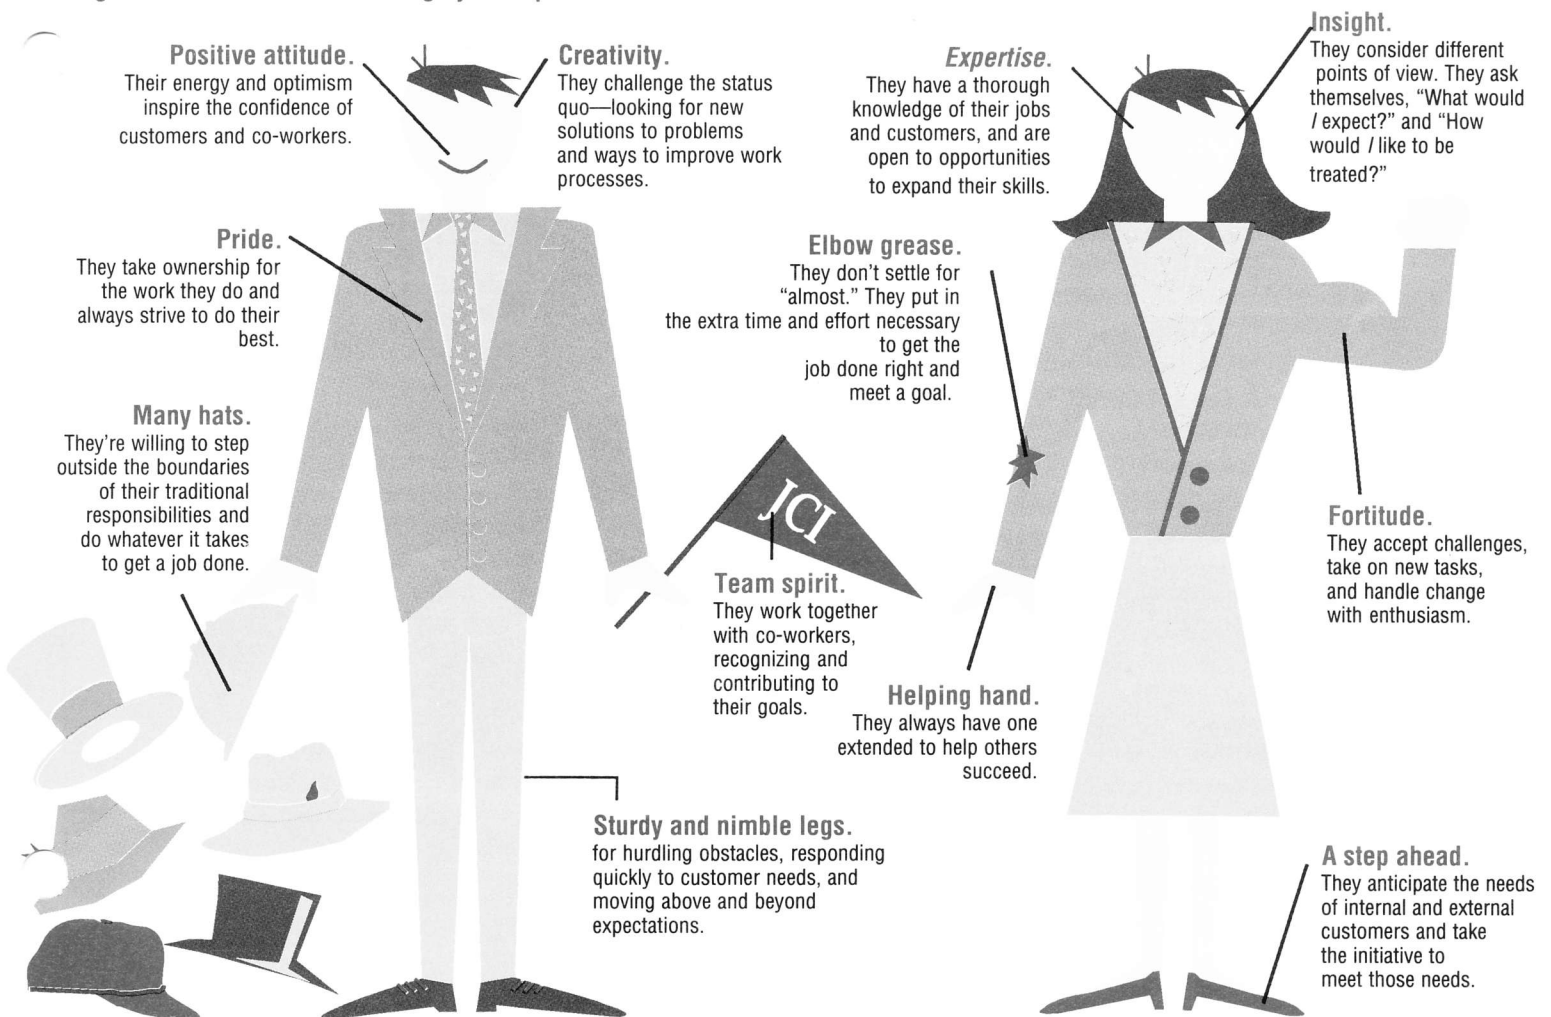 Positive attitude.
Their energy and optimism
inspire the confidence of
customers and co-workers.
Creativity.
They challenge the status
quo—looking for new
solutions to problems
and ways to improve work
processes.
Expertise.
They have a thorough
knowledge of their jobs
and customers, and are
open to opportunities
to expand their skills.
Insight.
They consider different
points of view. They ask
themselves, “What would
I expect?” and “How
would I like to be
treated?”
Pride.
They take ownership for
the work they do and
always strive to do their
best.
Elbow grease.
They don't settle for
“almost.” They put in
the extra time and effort necessary
to get the
job done right and
meet a goal.
Many hats.
They're willing to step
outside the boundaries
of their traditional
responsibilities and
do whatever it takes
to get a job done.
JCI
Team spirit.
They work together
with co-workers,
recognizing and
contributing to
their goals.
Fortitude.
They accept challenges,
take on new tasks,
and handle change
with enthusiasm.
Helping hand.
They always have one
extended to help others
succeed.
Sturdy and nimble legs.
for hurdling obstacles, responding
quickly to customer needs, and
moving above and beyond
expectations.
A step ahead.
They anticipate the needs
of internal and external
customers and take
the initiative to
meet those needs.